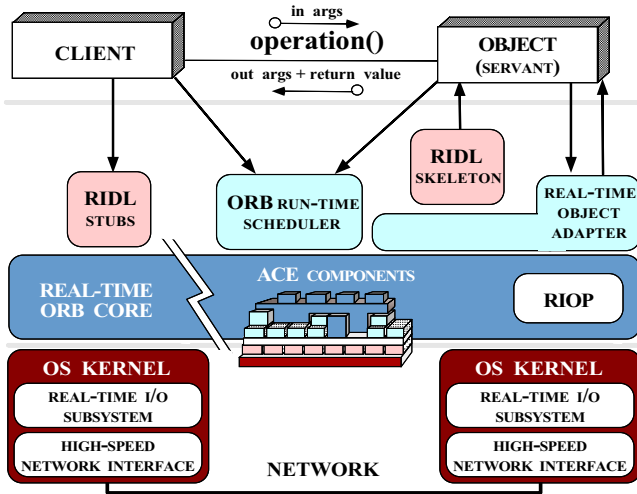 in args
CLIENT
operation()
OBJECT
(SERVANT)
out args + return value
RIDL
STUBS
ORB RUN-TIME
SCHEDULER
RIDL
SKELETON
REAL-TIME
OBJECT
ADAPTER
REAL-TIME
ORB CORE
ACE COMPONENTS
RIOP
OS KERNEL
REAL-TIME I/O
SUBSYSTEM
HIGH-SPEED
NETWORK INTERFACE
NETWORK
OS KERNEL
REAL-TIME I/O
SUBSYSTEM
HIGH-SPEED
NETWORK INTERFACE